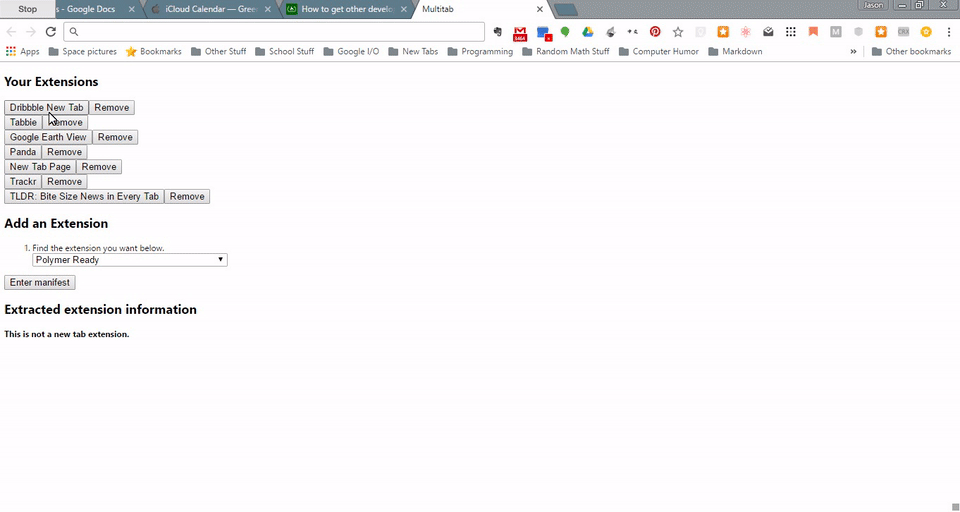 Stop
s - Google Docs
iCloud Calendar — Gree
How to get other develo
Multitab
Jason
Apps Space pictures Bookmarks Other Stuff School Stuff Google I/O New Tabs Programming Random Math Stuff Computer Humor Markdown » Other bookmarks
Your Extensions
Dribbble New Tab Remove
Tabbie Remove
Google Earth View Remove
Panda Remove
New Tab Page Remove
Trackr Remove
TLDR: Bite Size News in Every Tab Remove
Add an Extension
1. Find the extension you want below.
Polymer Ready
Enter manifest
Extracted extension information
This is not a new tab extension.